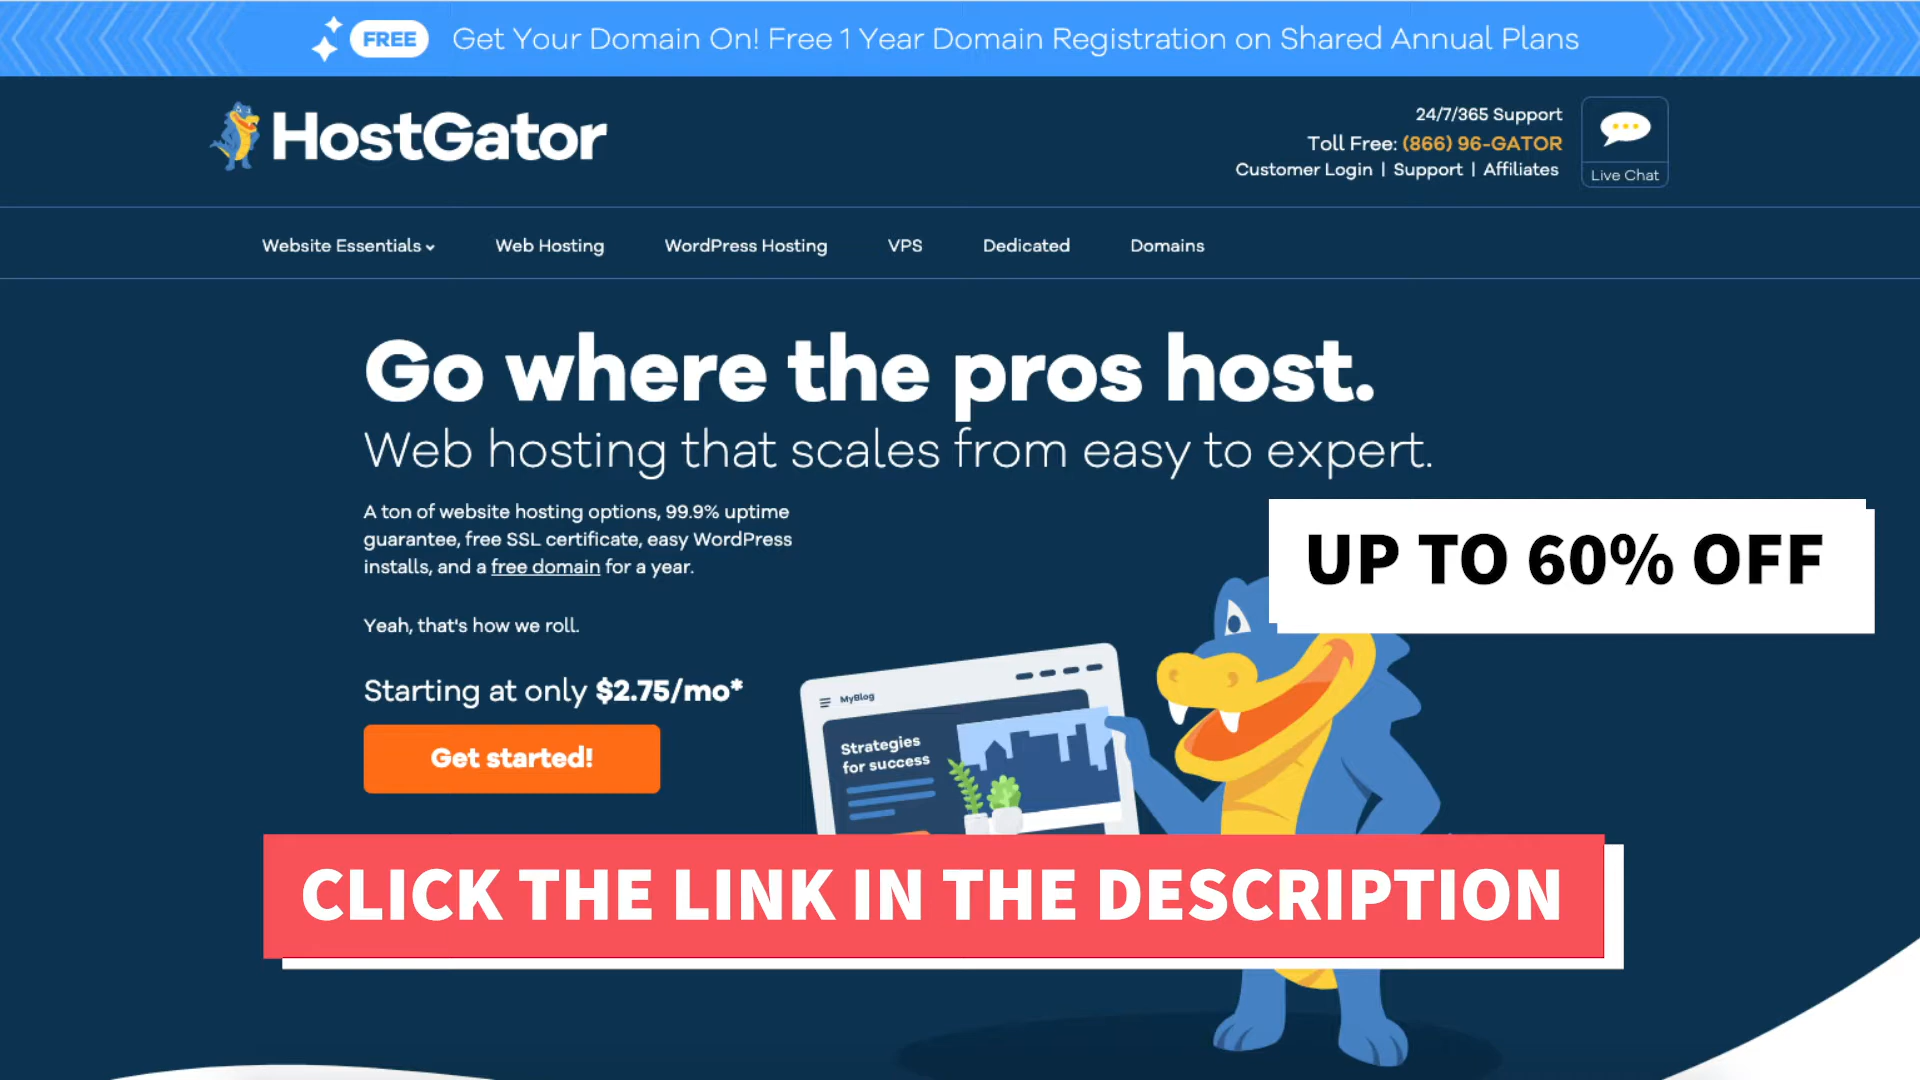 FREE Get Your Domain On! Free 1 Year Domain Registration on Shared Annual Plans
HostGator
24/7/365 Support
Toll Free: (866) 96-GATOR
Customer Login | Support | Affiliates
Live Chat
Website Essentials Web Hosting WordPress Hosting VPS Dedicated Domains
Go where the pros host.
Web hosting that scales from easy to expert.
A ton of website hosting options, 99.9% uptime
guarantee, free SSL certificate, easy WordPress
installs, and a free domain for a year.
UP TO 60% OFF
Yeah, that's how we roll.
Starting at only $2.75/mo*
Get started!
MyBlog
Strategies
for success
CLICK THE LINK IN THE DESCRIPTION